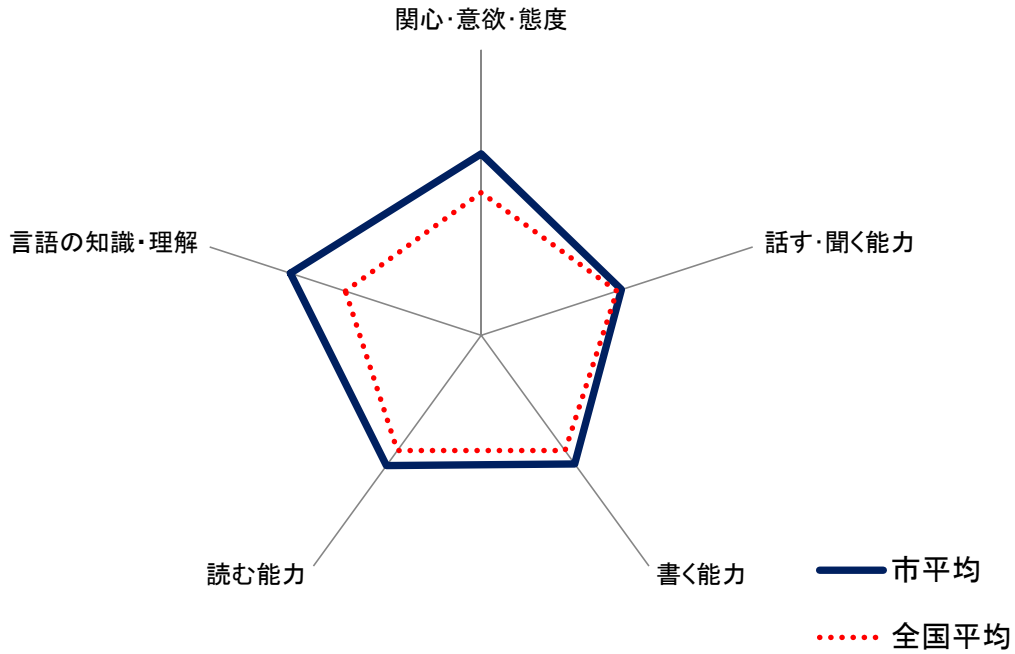 関心･意欲･態度
言語の知識･理解
話す･聞く能力
読む能力
書く能力
市平均
全国平均